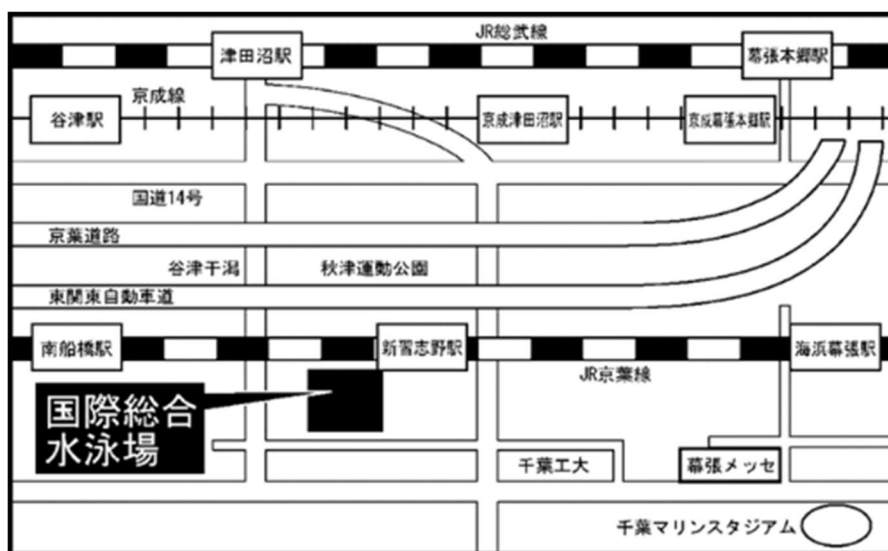 JR総武線
津田沼駅
幕張本郷駅
京成線
谷津駅
京成津田沼駅
京成幕張本郷駅
国道14号
京葉道路
谷津干潟
秋津運動公園
東関東自動車道
南船橋駅
新習志野駅
海浜幕張駅
JR京葉線
国際総合
水泳場
千葉工大
幕張メッセ
千葉マリンスタジアム